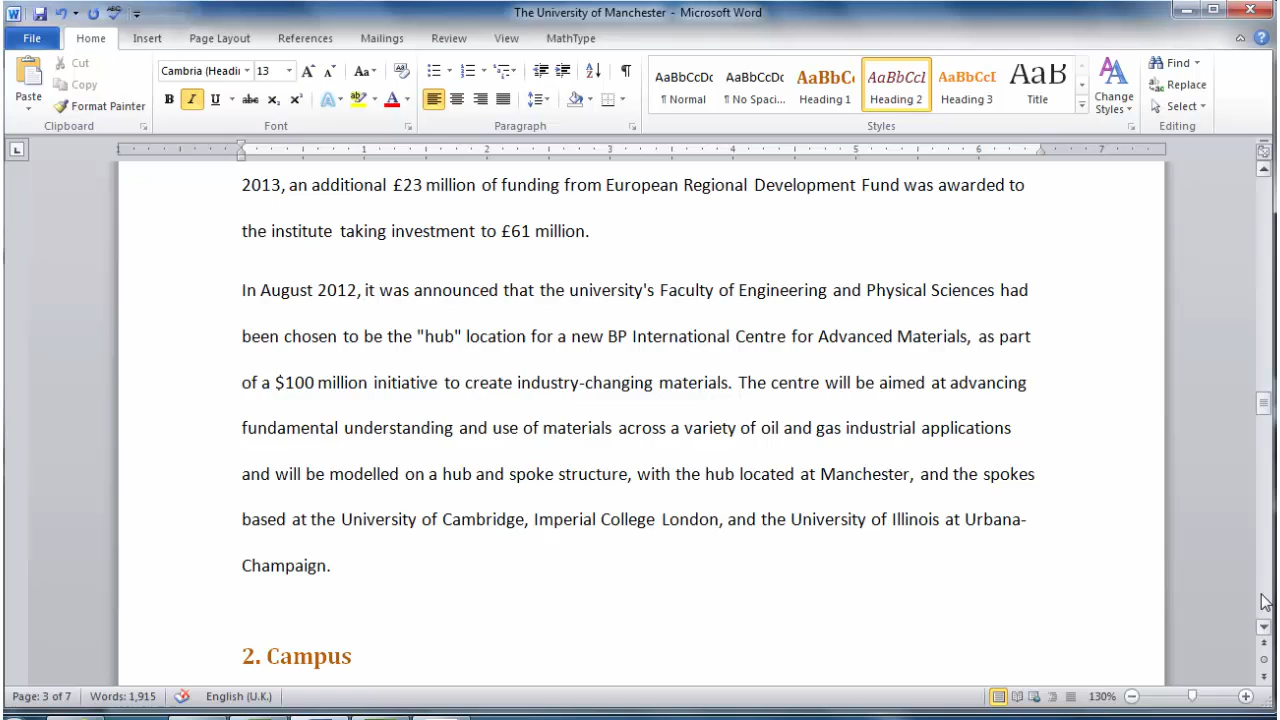 The University of Manchester - Microsoft Word
File Home Insert Page Layout References Mailings Review View MathType
Paste
Cut
Copy
Format Painter
Clipboard
Cambria (Headi 13
Font
Paragraph
AaBbCcDc AaBbCcDc AaBbC AaBbCcI AaBbCcI AaB
¶ Normal ¶ No Spaci... Heading 1 Heading 2 Heading 3 Title
Change Styles
Styles
Find
Replace
Select
Editing
1 1 2 3 4 5 6 7
2013, an additional £23 million of funding from European Regional Development Fund was awarded to
the institute taking investment to £61 million.
In August 2012, it was announced that the university's Faculty of Engineering and Physical Sciences had
been chosen to be the "hub" location for a new BP International Centre for Advanced Materials, as part
of a $100 million initiative to create industry-changing materials. The centre will be aimed at advancing
fundamental understanding and use of materials across a variety of oil and gas industrial applications
and will be modelled on a hub and spoke structure, with the hub located at Manchester, and the spokes
based at the University of Cambridge, Imperial College London, and the University of Illinois at Urbana-
Champaign.
2. Campus
Page: 3 of 7 Words: 1,915 English (U.K.) 130%